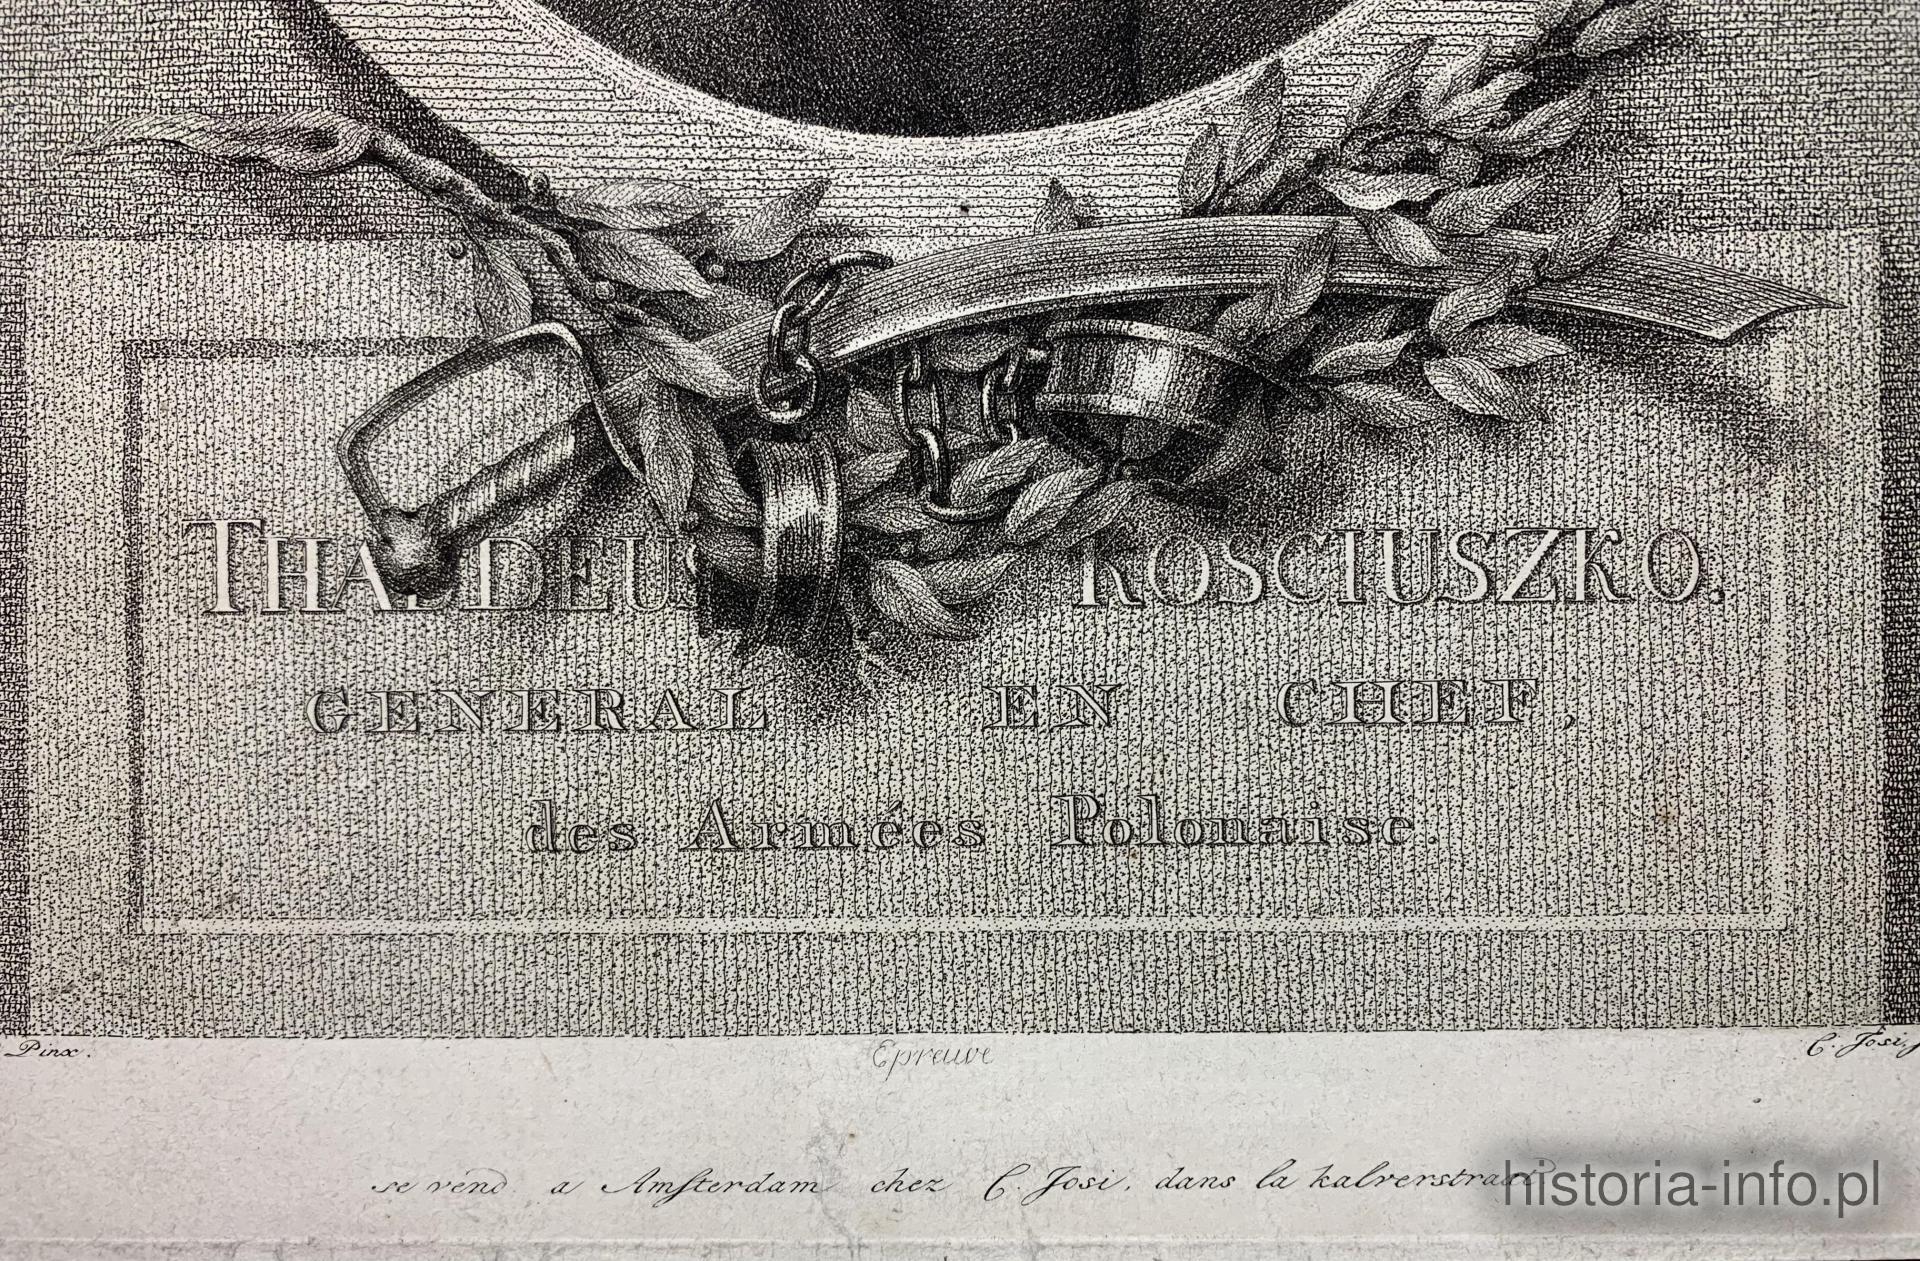 THADDEUS KOSCIUSZKO.
GENERAL EN CHEF,
des Armées Polonaise.
Pinx. Epreuve C. Josi,
se vend a Amsterdam chez C. Josi, dans la kalverstraat
historia-info.pl